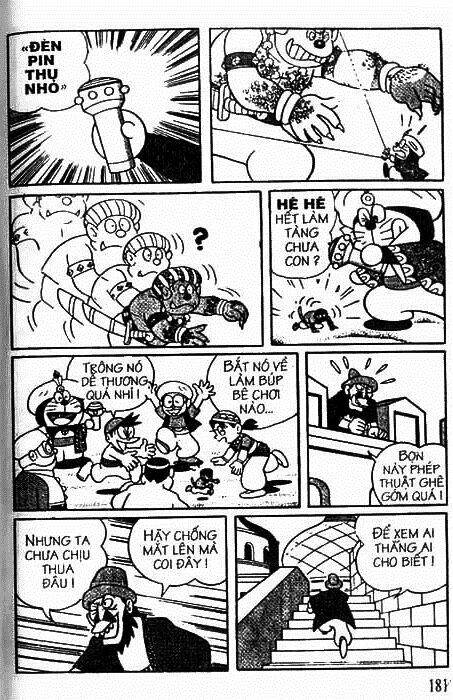 «ĐÈN
PIN
THU
NHỎ»
?
HÊ HÊ
HẾT LÀM
TÀNG
CHƯA
CON ?
TRÔNG NÓ
DỄ THƯƠNG
QUÁ NHỈ !
BẮT NÓ VỀ
LÀM BÚP
BÊ CHƠI
NÀO...
BỌN
NÀY PHÉP
THUẬT GHÊ
GỚM QUÁ !
NHƯNG TA
CHƯA CHỊU
THUA
ĐÂU !
HÃY CHỐNG
MẮT LÊN MÀ
COI ĐÂY !
ĐỂ XEM AI
THẮNG AI
CHO BIẾT !
181